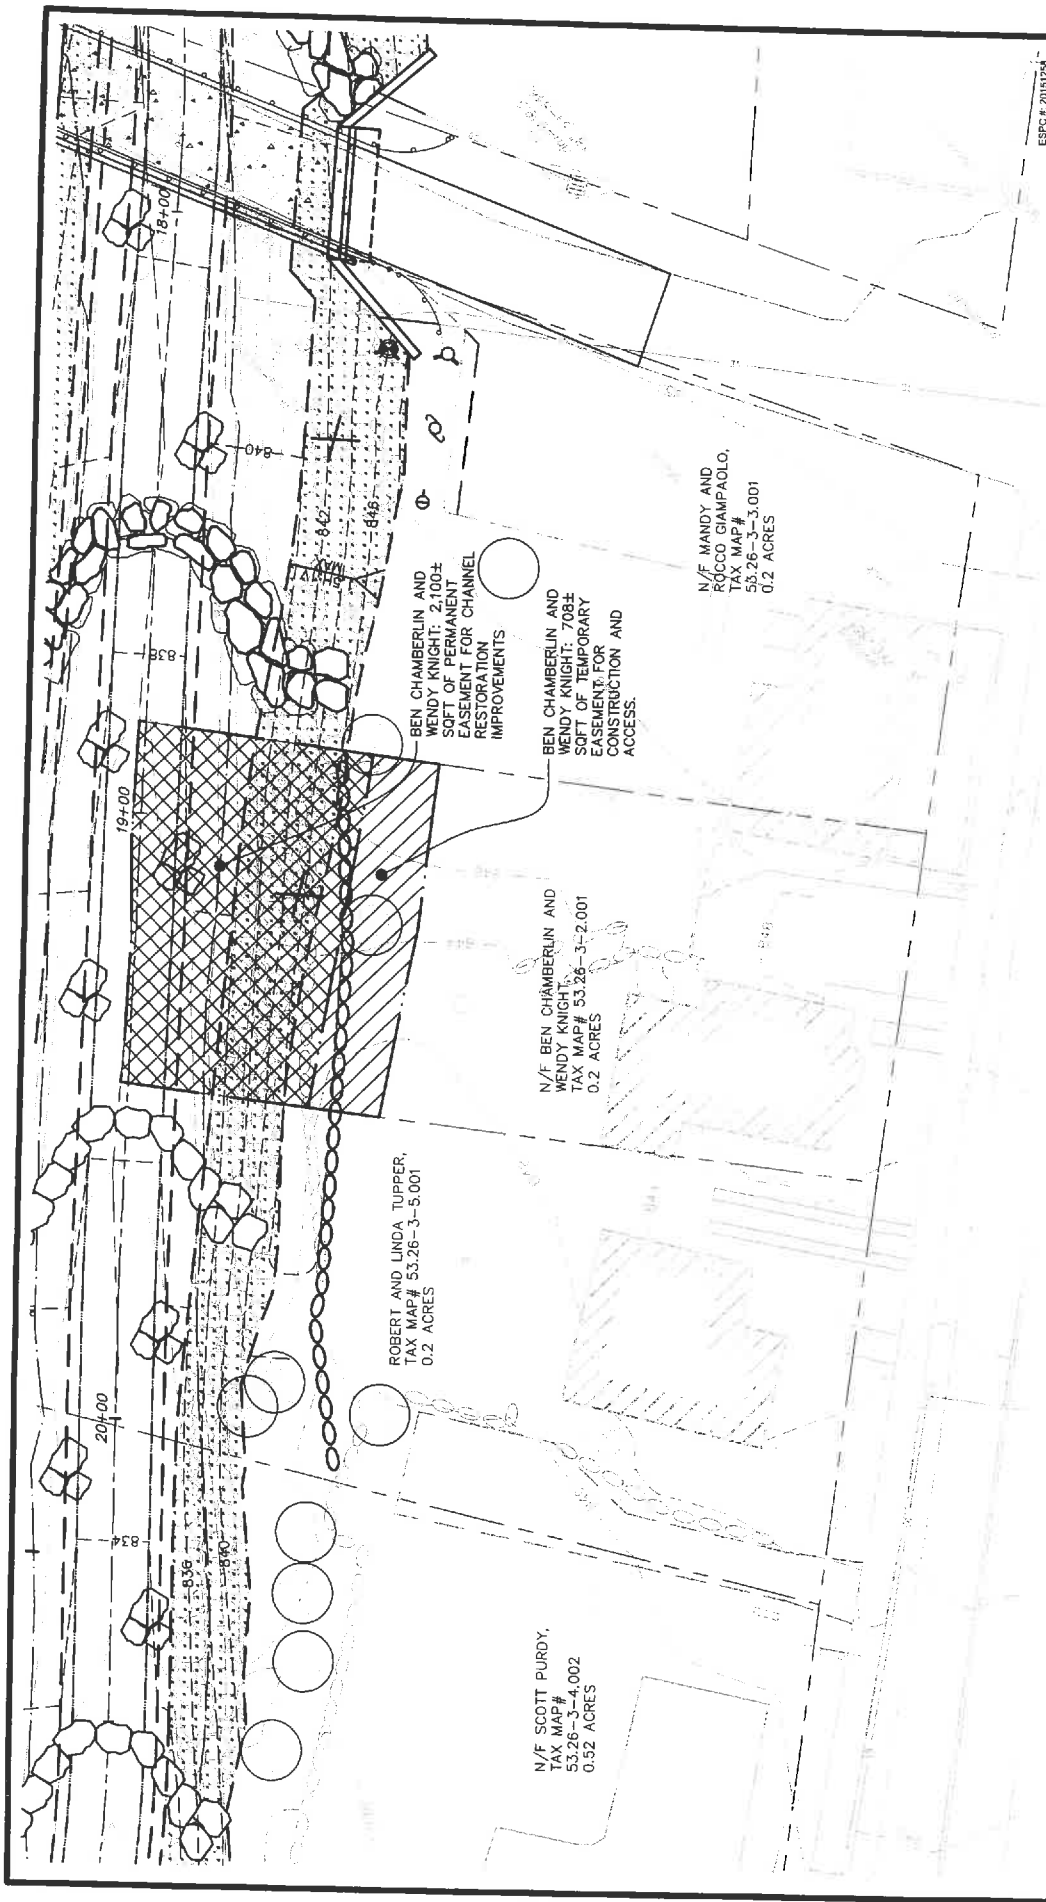 18+00
840
842
846
838
19+00
BEN CHAMBERLIN AND
WENDY KNIGHT: 2,100±
SQFT OF PERMANENT
EASEMENT FOR CHANNEL
RESTORATION
IMPROVEMENTS
BEN CHAMBERLIN AND
WENDY KNIGHT: 708±
SQFT OF TEMPORARY
EASEMENT FOR
CONSTRUCTION AND
ACCESS.
N/F MANDY AND
ROCCO GIAMPAOLO,
TAX MAP#
53.26-3-3.001
0.2 ACRES
N/F BEN CHAMBERLIN AND
WENDY KNIGHT,
TAX MAP# 53.26-3-2.001
0.2 ACRES
ROBERT AND LINDA TUPPER,
TAX MAP# 53.26-3-5.001
0.2 ACRES
20+00
834
836
840
N/F SCOTT PURDY,
TAX MAP#
53.26-3-4.002
0.52 ACRES
ESPC #: